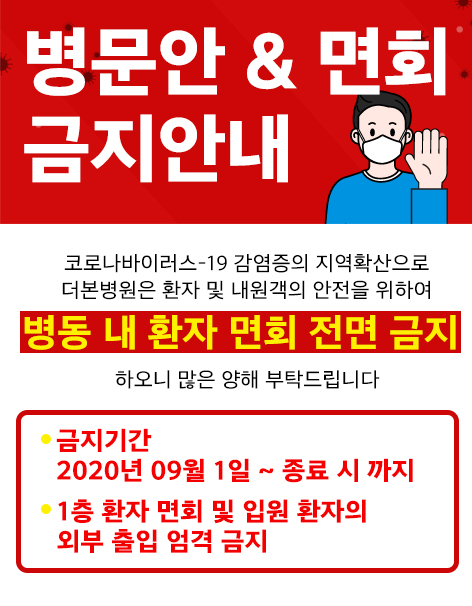 병문안 & 면회
금지안내
코로나바이러스-19 감염증의 지역확산으로
더본병원은 환자 및 내원객의 안전을 위하여
병동 내 환자 면회 전면 금지
하오니 많은 양해 부탁드립니다
• 금지기간
2020년 09월 1일 ~ 종료 시 까지
• 1층 환자 면회 및 입원 환자의
외부 출입 엄격 금지